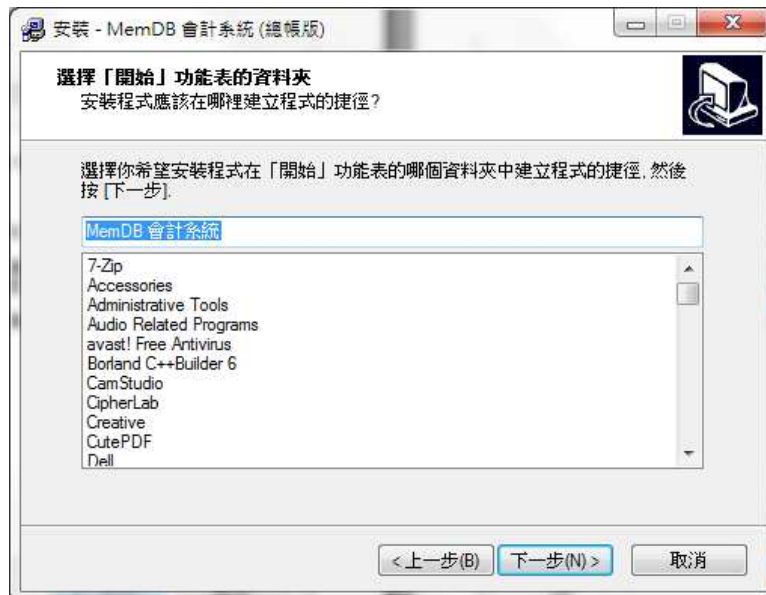 安裝 - MemDB 會計系統 (總帳版)
選擇「開始」功能表的資料夾
安裝程式應該在哪裡建立程式的捷徑?
選擇你希望安裝程式在「開始」功能表的哪個資料夾中建立程式的捷徑, 然後
按 [下一步].
MemDB 會計系統
7-Zip
Accessories
Administrative Tools
Audio Related Programs
avast! Free Antivirus
Borland C++Builder 6
CamStudio
CipherLab
Creative
CutePDF
Dell
< 上一步(B) 下一步(N) > 取消